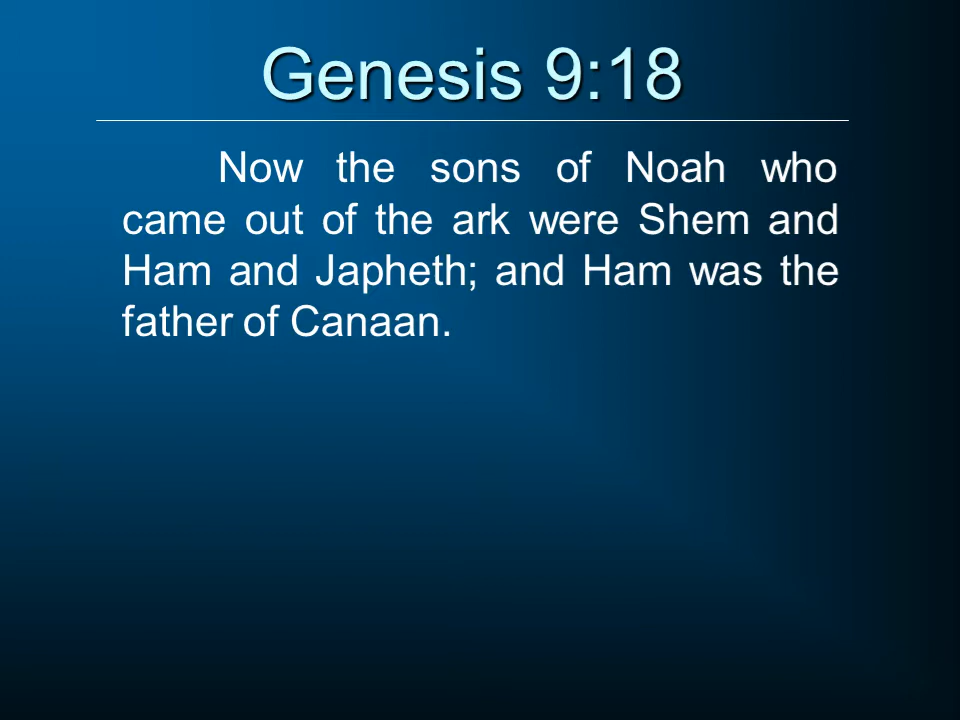 Genesis 9:18
Now the sons of Noah who
came out of the ark were Shem and
Ham and Japheth; and Ham was the
father of Canaan.